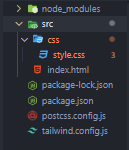 node_modules
src
css
style.css 3
index.html
package-lock.json
package.json
postcss.config.js
tailwind.config.js